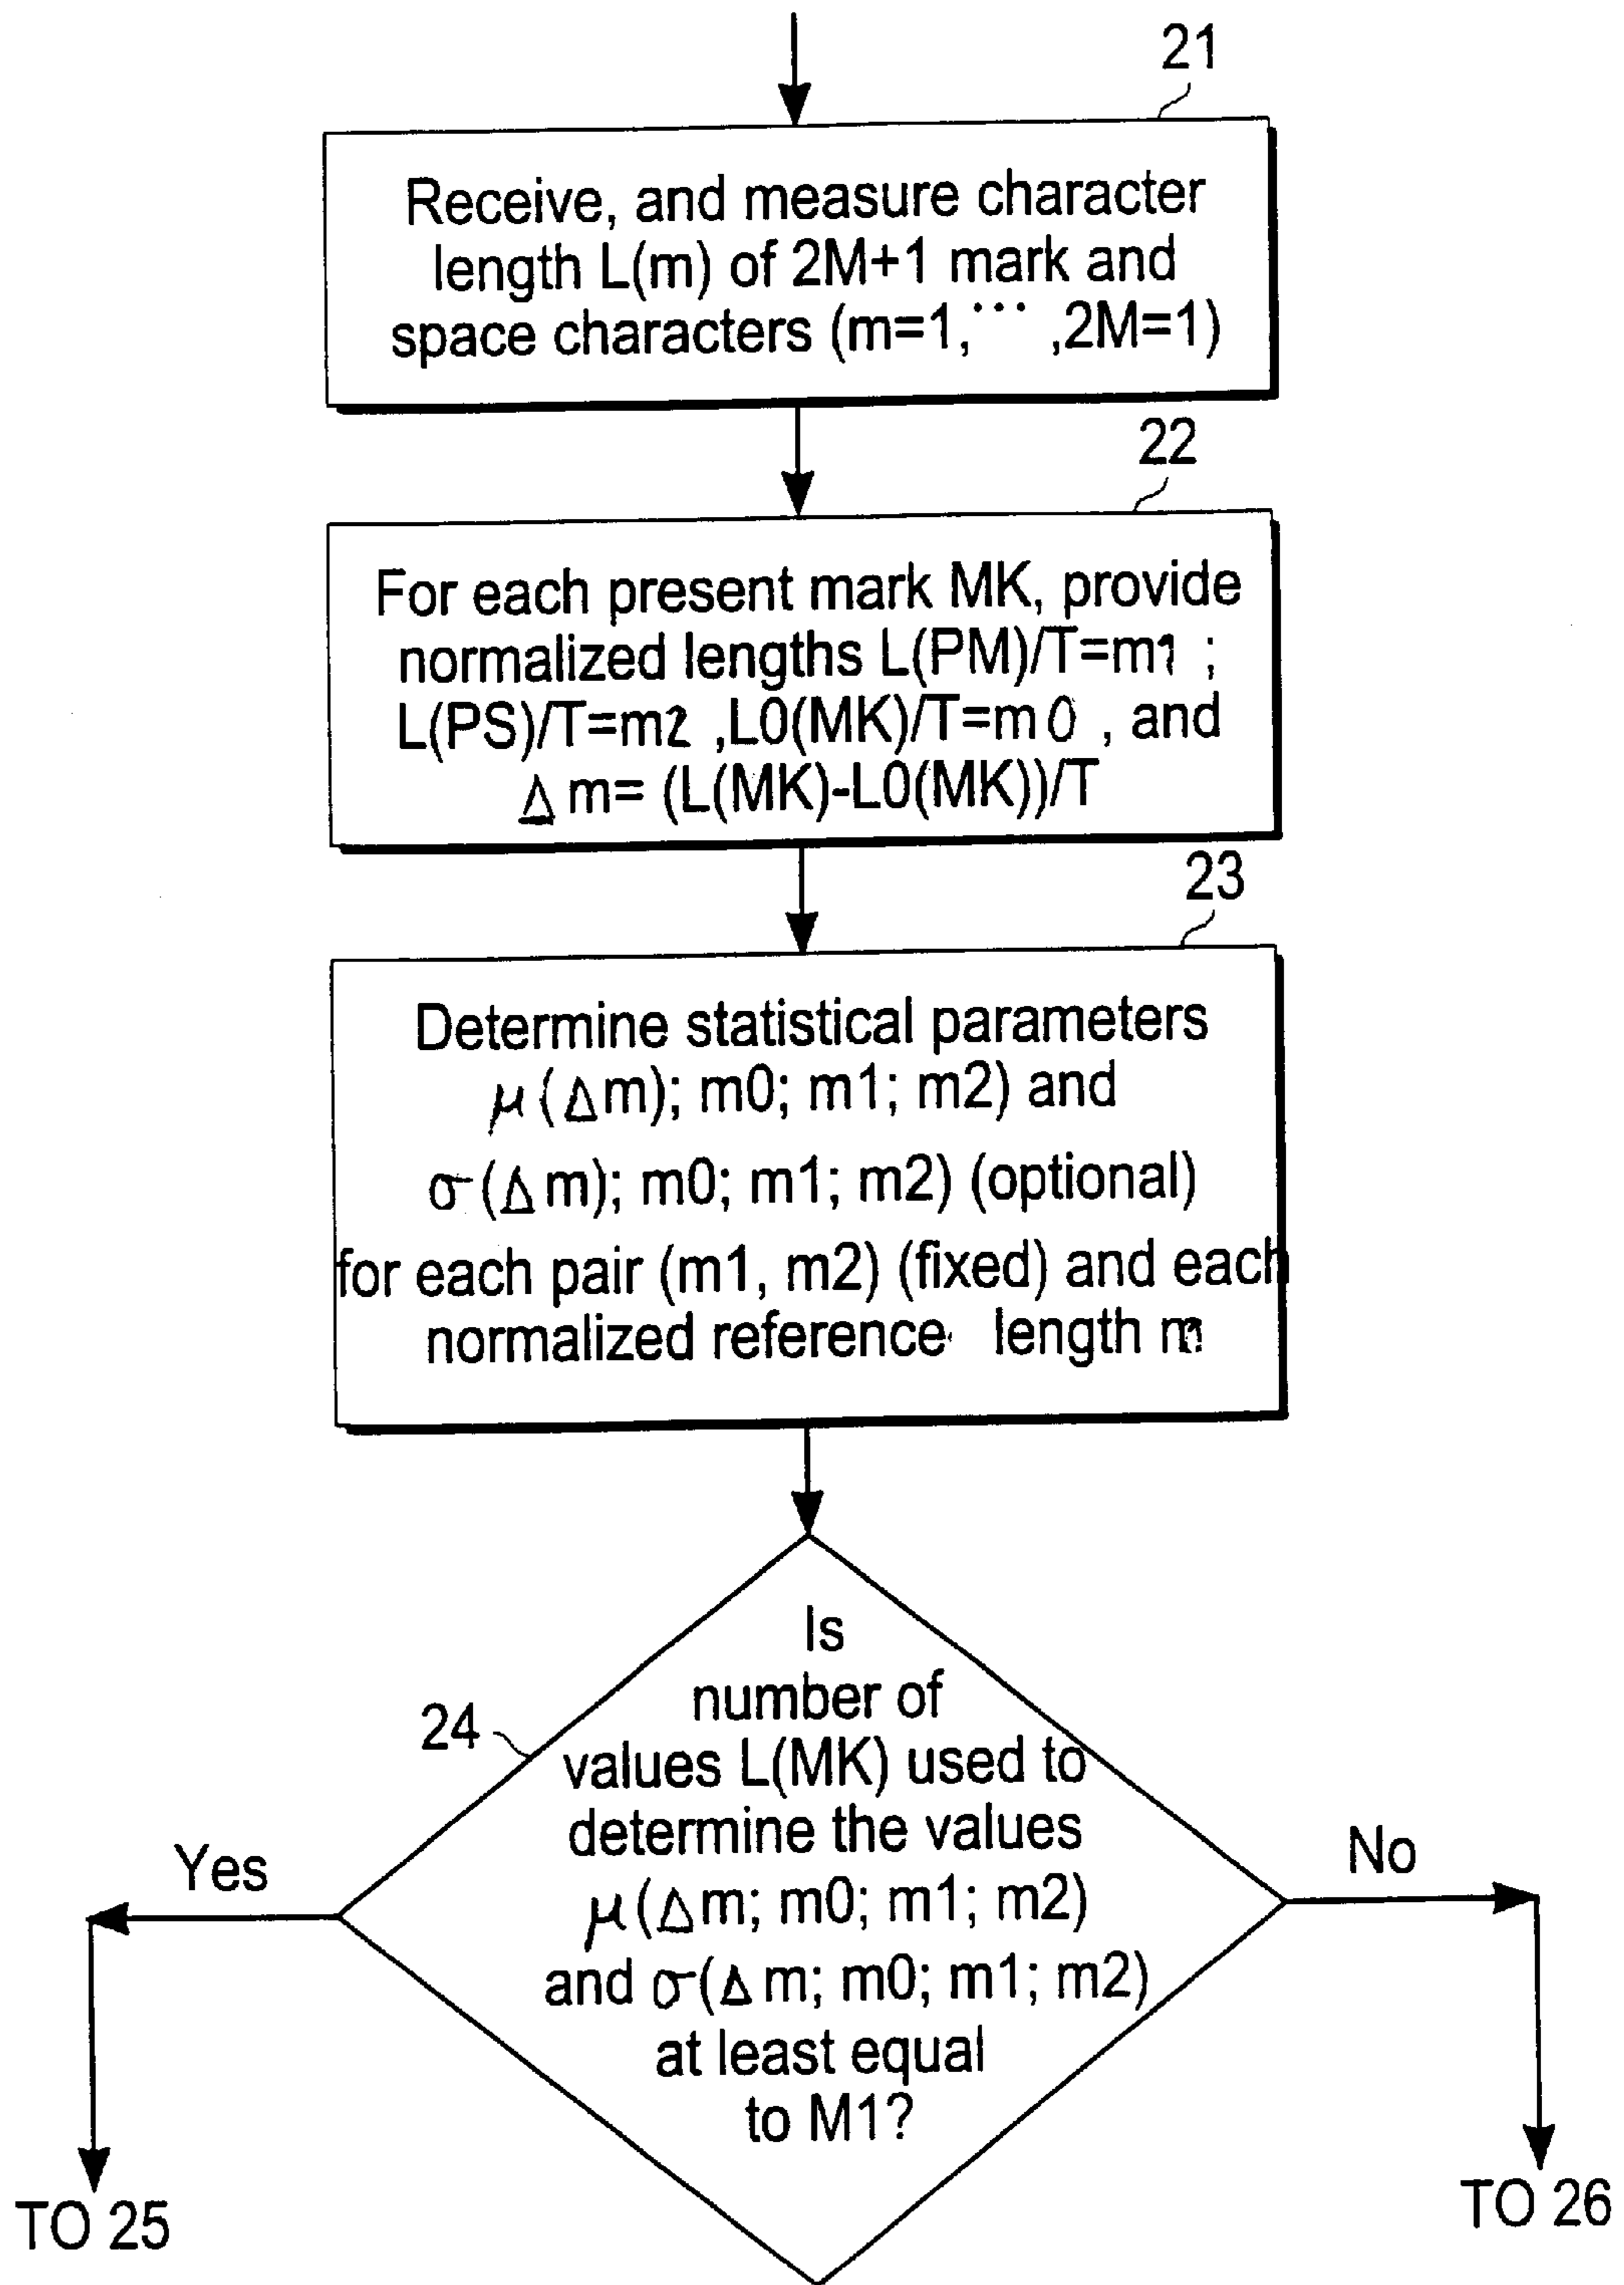 21
Receive, and measure character
length L(m) of 2M+1 mark and
space characters (m=1, ··· ,2M=1)
22
For each present mark MK, provide
normalized lengths L(PM)/T=m1 ;
L(PS)/T=m2 ,L0(MK)/T=m0 , and
Δm= (L(MK)-L0(MK))/T
23
Determine statistical parameters
μ(Δm); m0; m1; m2) and
σ(Δm); m0; m1; m2) (optional)
for each pair (m1, m2) (fixed) and each
normalized reference length m
24
Is
number of
values L(MK) used to
determine the values
μ(Δm; m0; m1; m2)
and σ(Δm; m0; m1; m2)
at least equal
to M1?
Yes
No
TO 25
TO 26